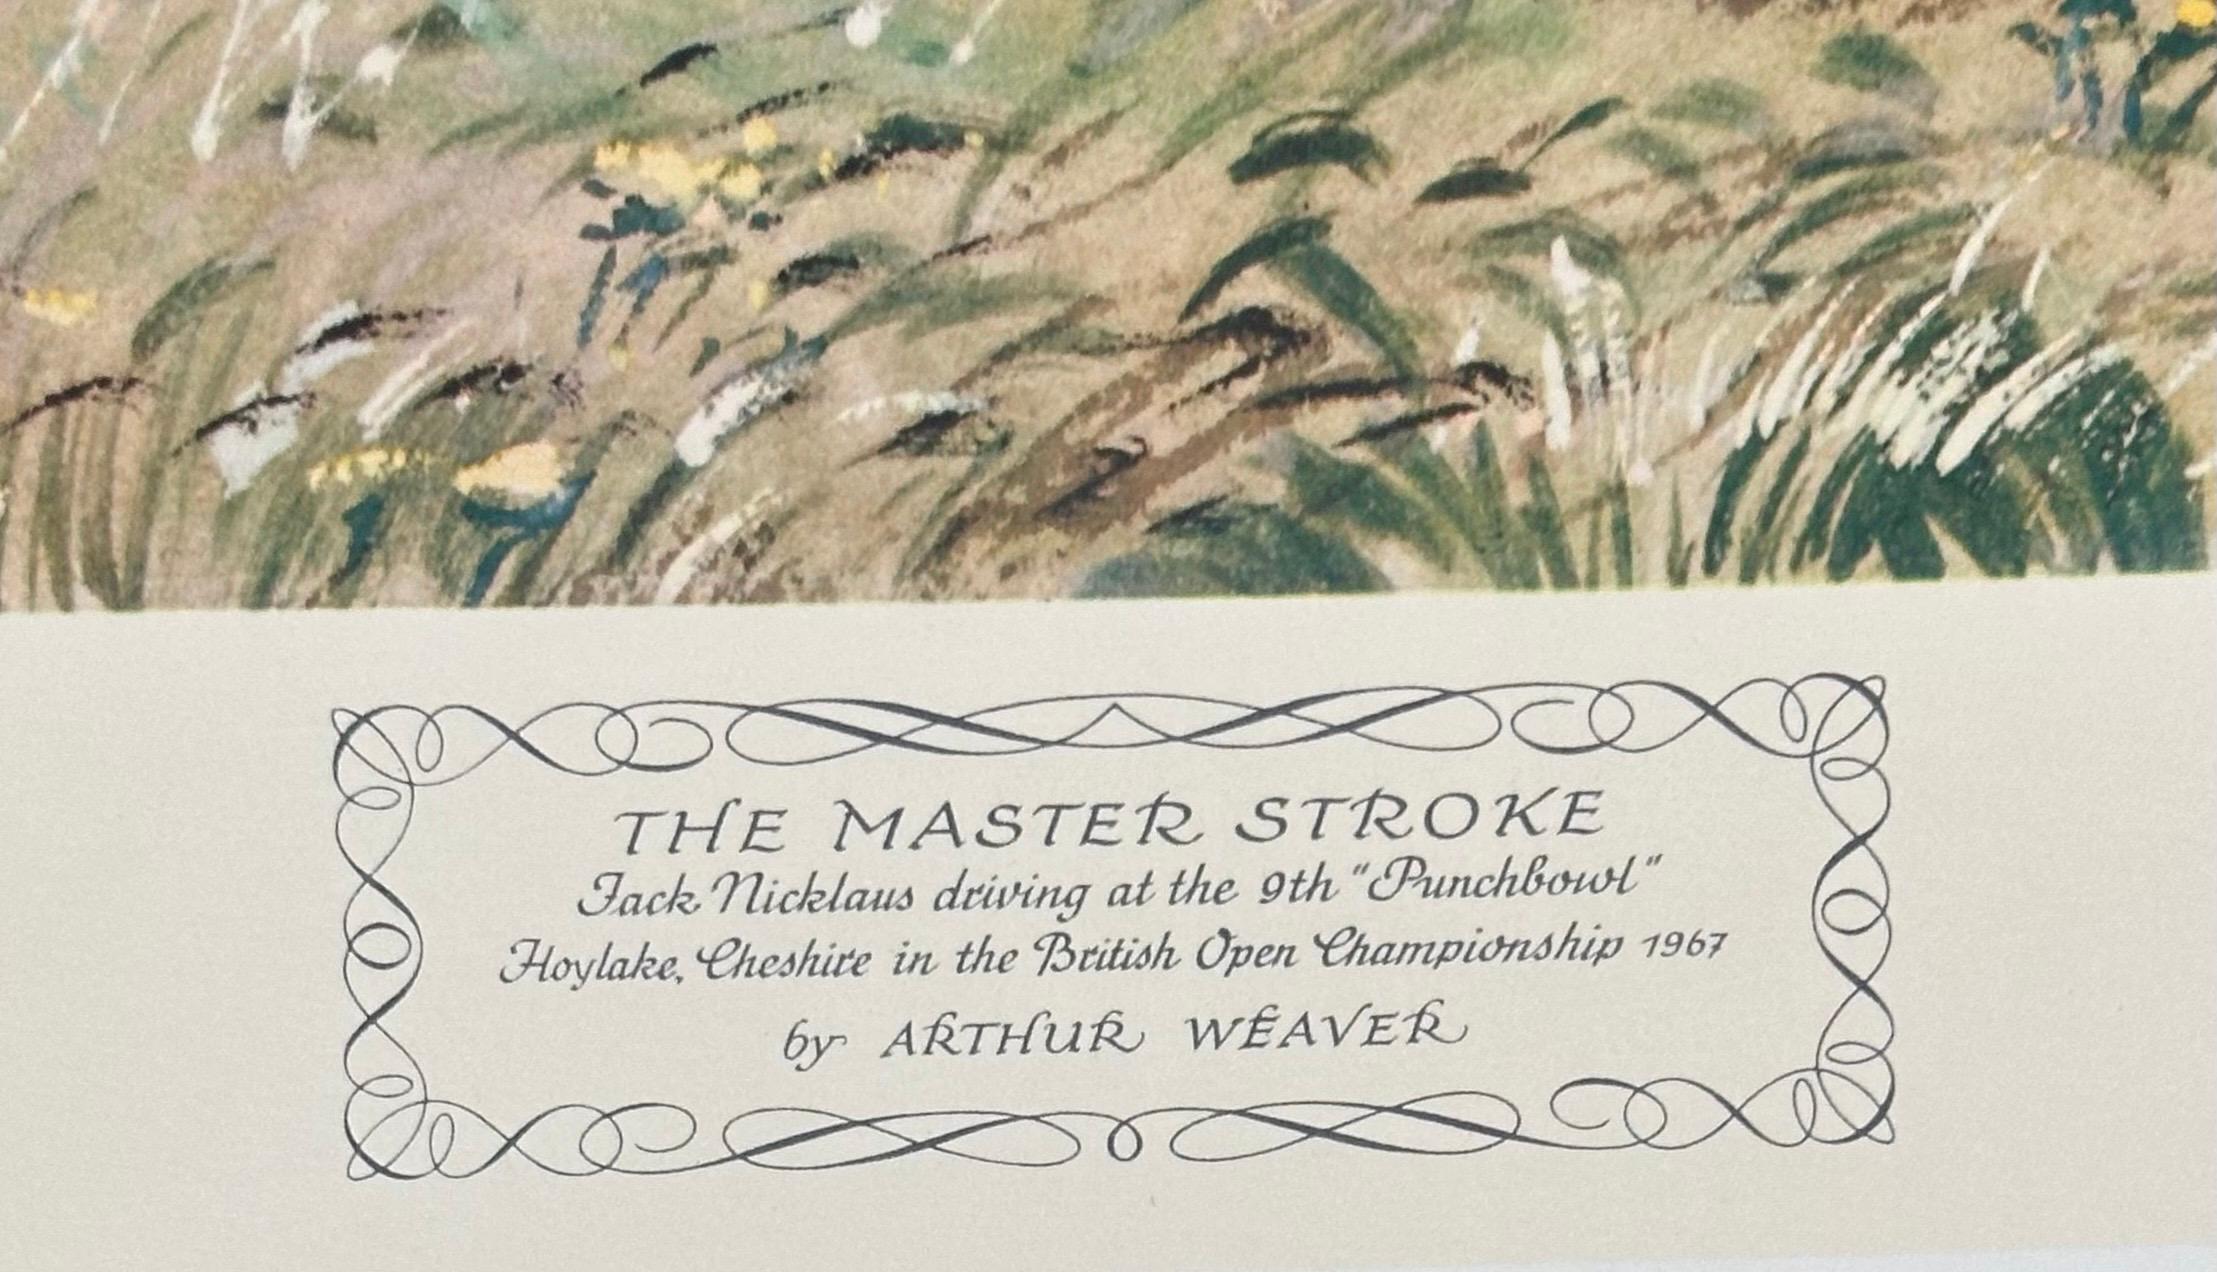 THE MASTER STROKE
Jack Nicklaus driving at the 9th "Punchbowl"
Hoylake, Cheshire in the British Open Championship 1967
by ARTHUR WEAVER